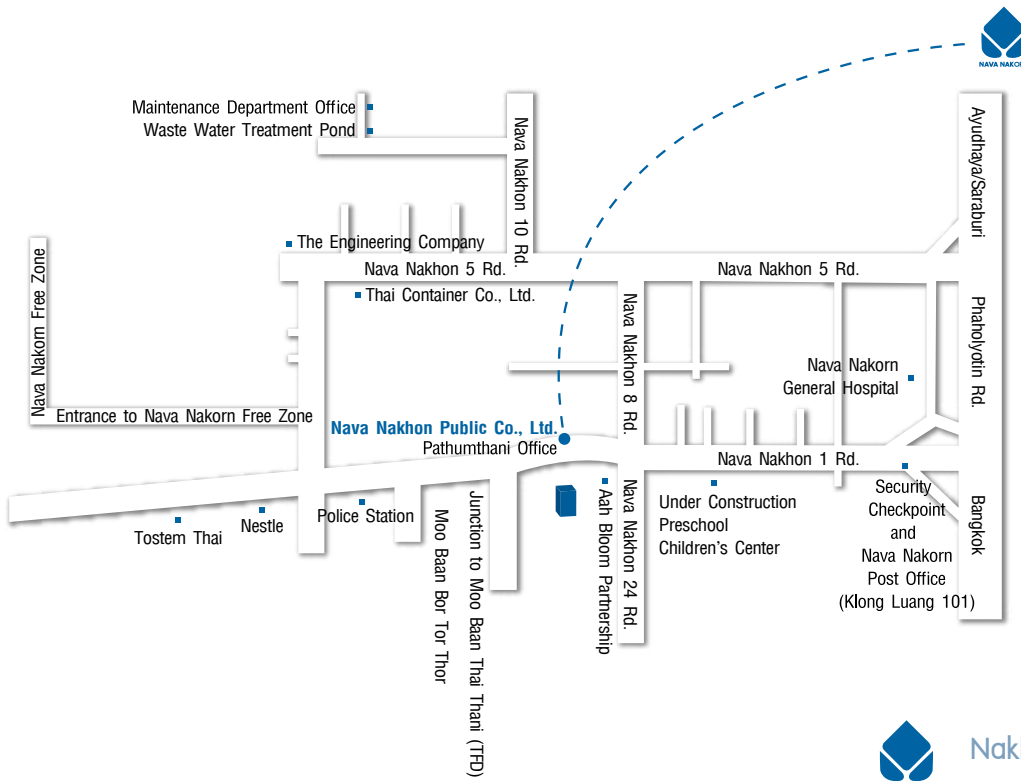 NAVA NAKOR
Maintenance Department Office
Waste Water Treatment Pond
Nava Nakhon 10 Rd.
Ayudhaya/Saraburi
The Engineering Company
Nava Nakhon 5 Rd.
Nava Nakhon 5 Rd.
Thai Container Co., Ltd.
Nava Nakorn Free Zone
Nava Nakhon 8 Rd.
Phaholyotin Rd.
Nava Nakorn
General Hospital
Entrance to Nava Nakorn Free Zone
Nava Nakhon Public Co., Ltd.
Pathumthani Office
Nava Nakhon 1 Rd.
Tostem Thai
Nestle
Police Station
Moo Baan Bor Tor Thor
Junction to Moo Baan Thai Thani (TFD)
Aah Bloom Partnership
Nava Nakhon 24 Rd.
Under Construction
Preschool
Children's Center
Security
Checkpoint
and
Nava Nakorn
Post Office
(Klong Luang 101)
Bangkok